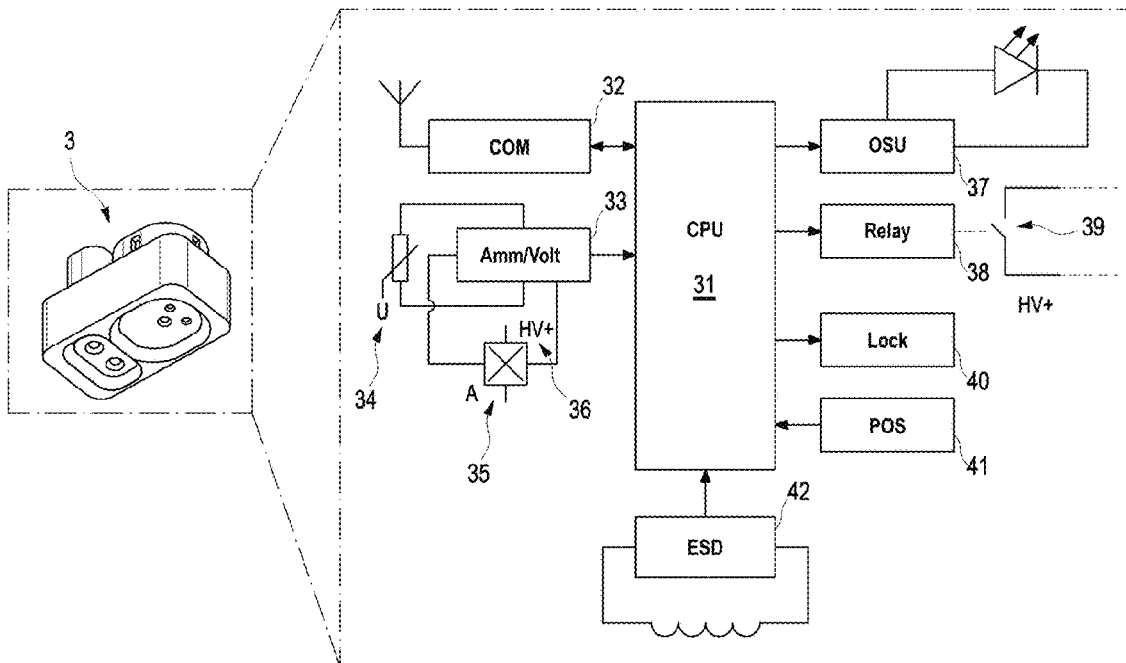 3
32
COM
33
Amm/Volt
U
34
HV+
A
36
35
CPU
31
OSU
37
Relay
38
39
HV+
Lock
40
POS
41
42
ESD